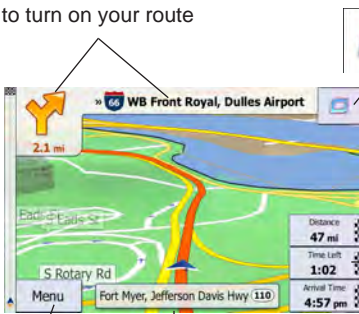 to turn on your route
» 66 WB Front Royal, Dulles Airport
2.1 mi
Eads St
Distance
47 mi
Time Left
1:02
S Rotary Rd
Menu
Fort Myer, Jefferson Davis Hwy 110
Arrival Time
4:57 pm